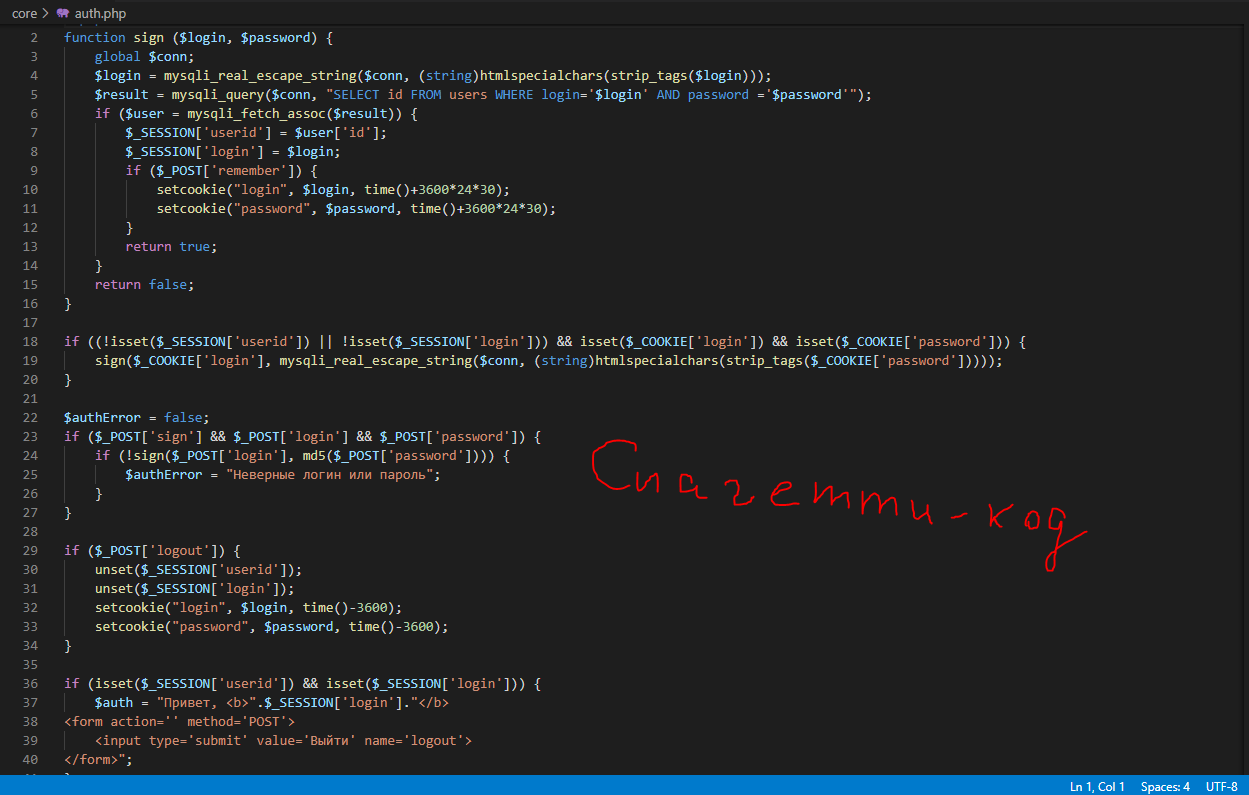 core > auth.php
2 function sign ($login, $password) {
3 global $conn;
4 $login = mysqli_real_escape_string($conn, (string)htmlspecialchars(strip_tags($login)));
5 $result = mysqli_query($conn, "SELECT id FROM users WHERE login='$login' AND password ='$password'");
6 if ($user = mysqli_fetch_assoc($result)) {
7 $_SESSION['userid'] = $user['id'];
8 $_SESSION['login'] = $login;
9 if ($_POST['remember']) {
10 setcookie("login", $login, time()+3600*24*30);
11 setcookie("password", $password, time()+3600*24*30);
12 }
13 return true;
14 }
15 return false;
16 }
17
18 if ((!isset($_SESSION['userid']) || !isset($_SESSION['login'])) && isset($_COOKIE['login']) && isset($_COOKIE['password'])) {
19 sign($_COOKIE['login'], mysqli_real_escape_string($conn, (string)htmlspecialchars(strip_tags($_COOKIE['password']))));
20 }
21
22 $authError = false;
23 if ($_POST['sign'] && $_POST['login'] && $_POST['password']) {
24 if (!sign($_POST['login'], md5($_POST['password']))) {
25 $authError = "Неверные логин или пароль";
26 }
27 }
Спагетти-код
28
29 if ($_POST['logout']) {
30 unset($_SESSION['userid']);
31 unset($_SESSION['login']);
32 setcookie("login", $login, time()-3600);
33 setcookie("password", $password, time()-3600);
34 }
35
36 if (isset($_SESSION['userid']) && isset($_SESSION['login'])) {
37 $auth = "Привет, <b>".$_SESSION['login']."</b>
38 <form action='' method='POST'>
39 <input type='submit' value='Выйти' name='logout'>
40 </form>";
Ln 1, Col 1 Spaces: 4 UTF-8